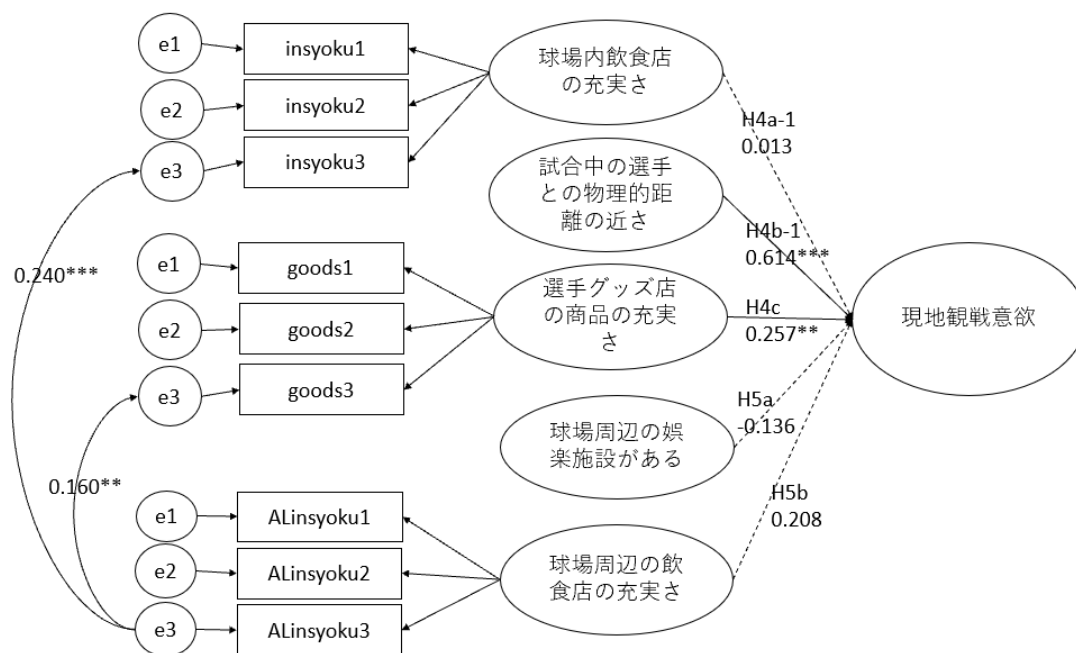 e1
insyoku1
e2
insyoku2
e3
insyoku3
球場内飲食店
の充実さ
H4a-1
0.013
試合中の選手
との物理的距
離の近さ
H4b-1
0.614***
0.240***
e1
goods1
e2
goods2
e3
goods3
選手グッズ店
の商品の充実
さ
H4c
0.257**
現地観戦意欲
球場周辺の娯
楽施設がある
H5a
-0.136
0.160**
e1
ALinsyoku1
e2
ALinsyoku2
e3
ALinsyoku3
球場周辺の飲
食店の充実さ
H5b
0.208